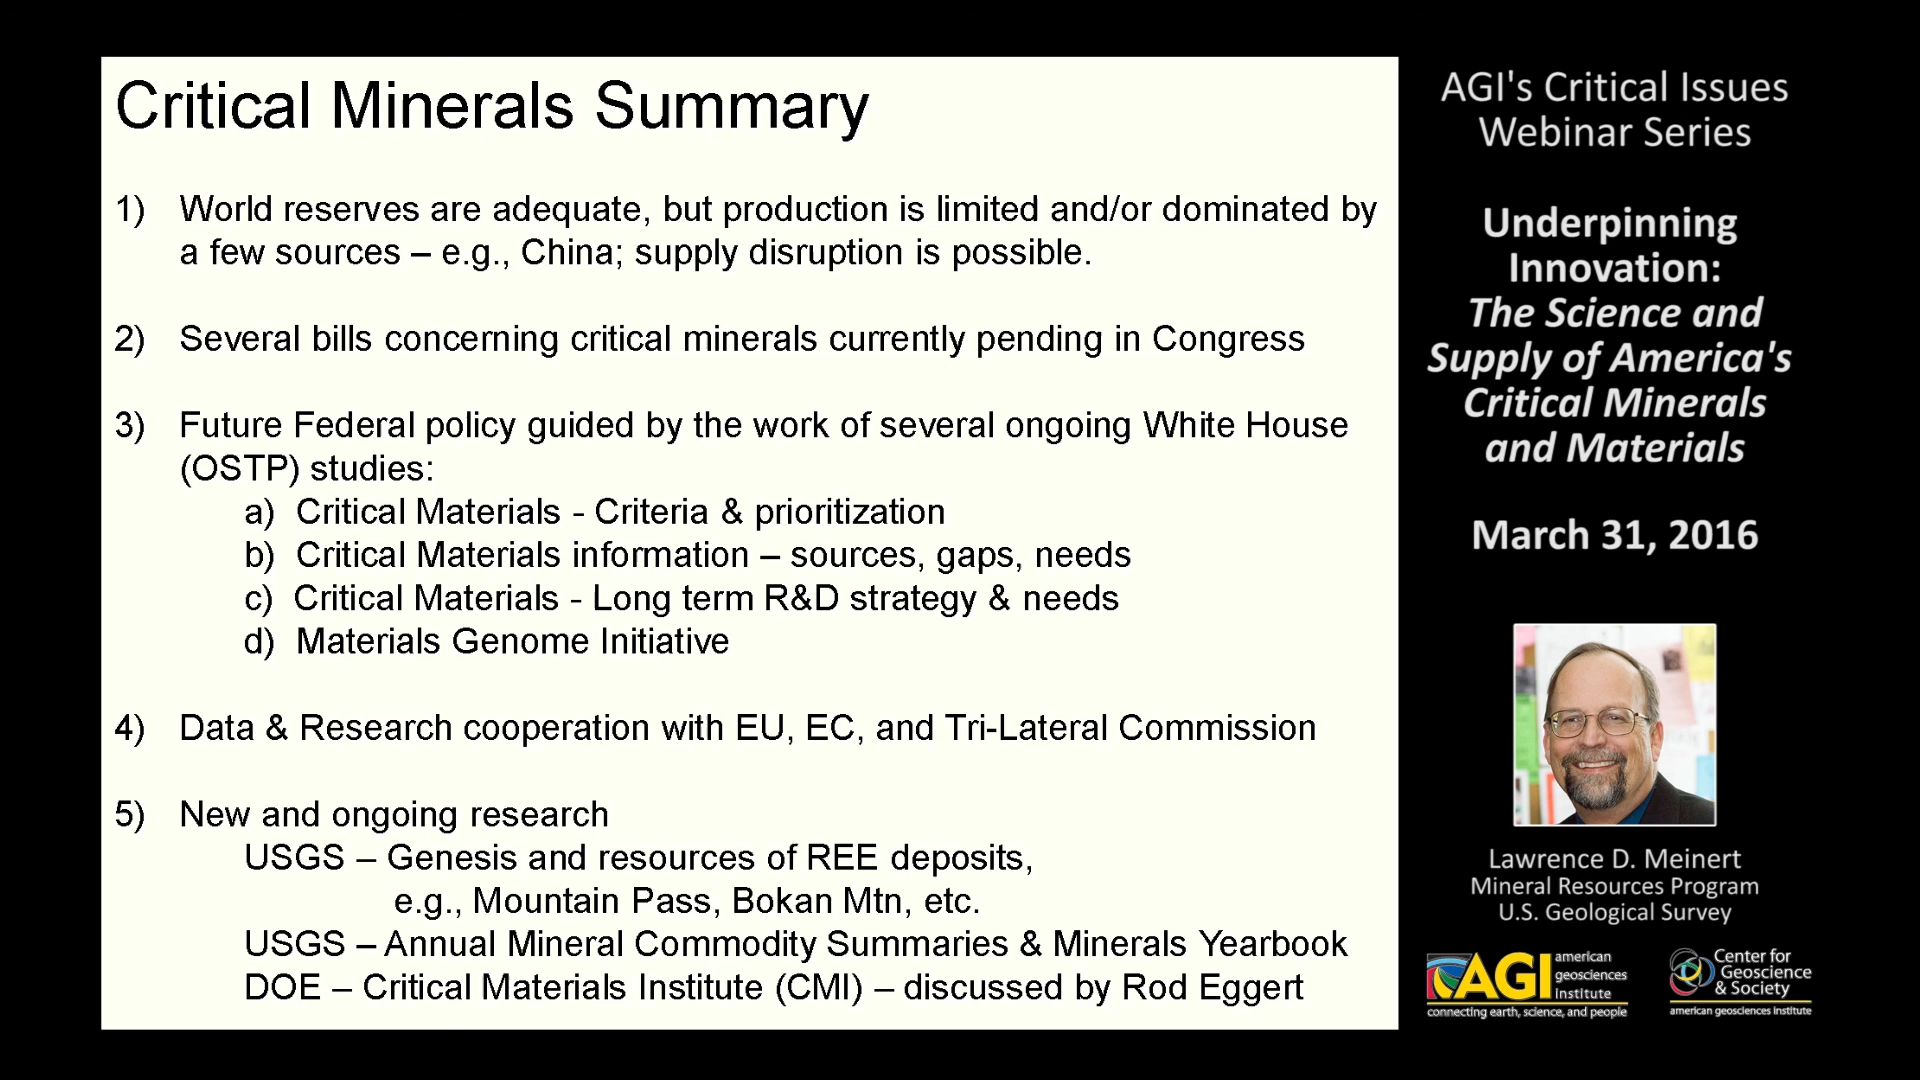 Critical Minerals Summary
1) World reserves are adequate, but production is limited and/or dominated by
a few sources – e.g., China; supply disruption is possible.
2) Several bills concerning critical minerals currently pending in Congress
3) Future Federal policy guided by the work of several ongoing White House
(OSTP) studies:
a) Critical Materials - Criteria & prioritization
b) Critical Materials information – sources, gaps, needs
c) Critical Materials - Long term R&D strategy & needs
d) Materials Genome Initiative
4) Data & Research cooperation with EU, EC, and Tri-Lateral Commission
5) New and ongoing research
USGS – Genesis and resources of REE deposits,
e.g., Mountain Pass, Bokan Mtn, etc.
USGS – Annual Mineral Commodity Summaries & Minerals Yearbook
DOE – Critical Materials Institute (CMI) – discussed by Rod Eggert
AGI's Critical Issues
Webinar Series
Underpinning
Innovation:
The Science and
Supply of America's
Critical Minerals
and Materials
March 31, 2016
Lawrence D. Meinert
Mineral Resources Program
U.S. Geological Survey
AGI
american
geosciences
institute
connecting earth, science, and people
Center for
Geoscience
& Society
american geosciences institute